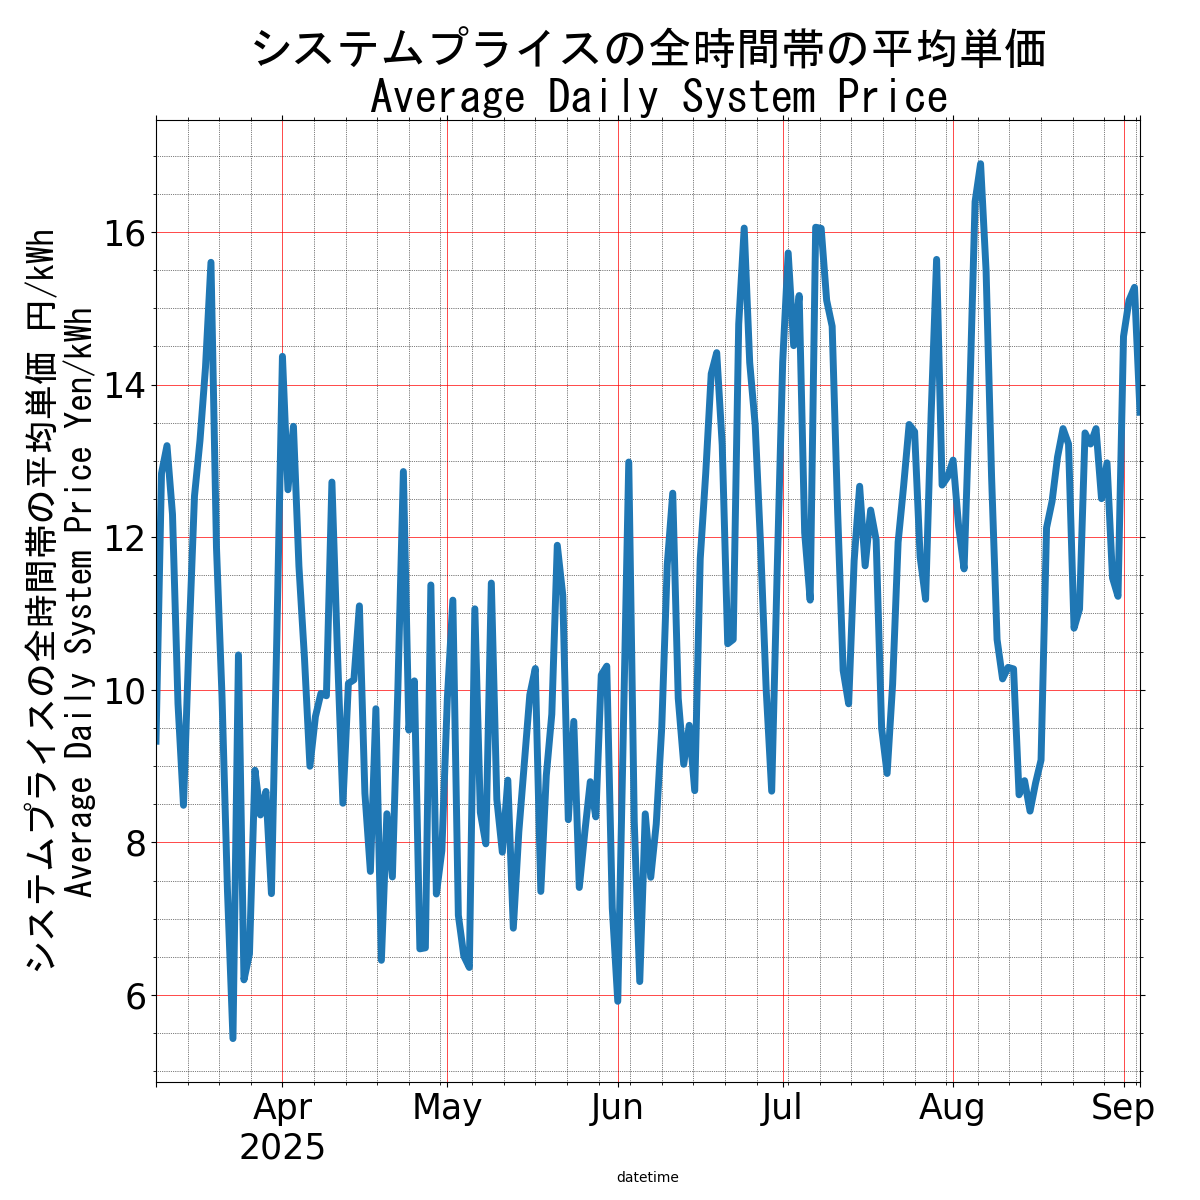 システムプライスの全時間帯の平均単価
Average Daily System Price
システムプライスの全時間帯の平均単価 円/kWh
Average Daily System Price Yen/kWh
16
14
12
10
8
6
Apr
2025
May
Jun
Jul
Aug
Sep
datetime